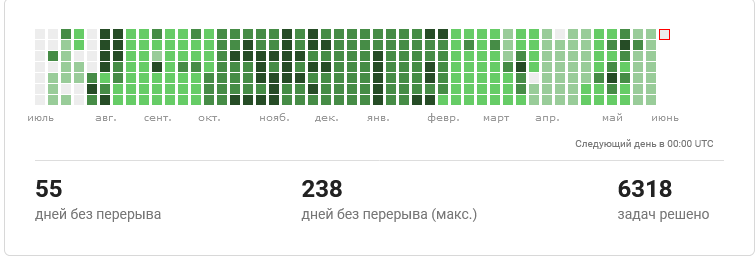 июль авг. сент. окт. нояб. дек. янв. февр. март апр. май июнь
Следующий день в 00:00 UTC
55 238 6318
дней без перерыва дней без перерыва (макс.) задач решено